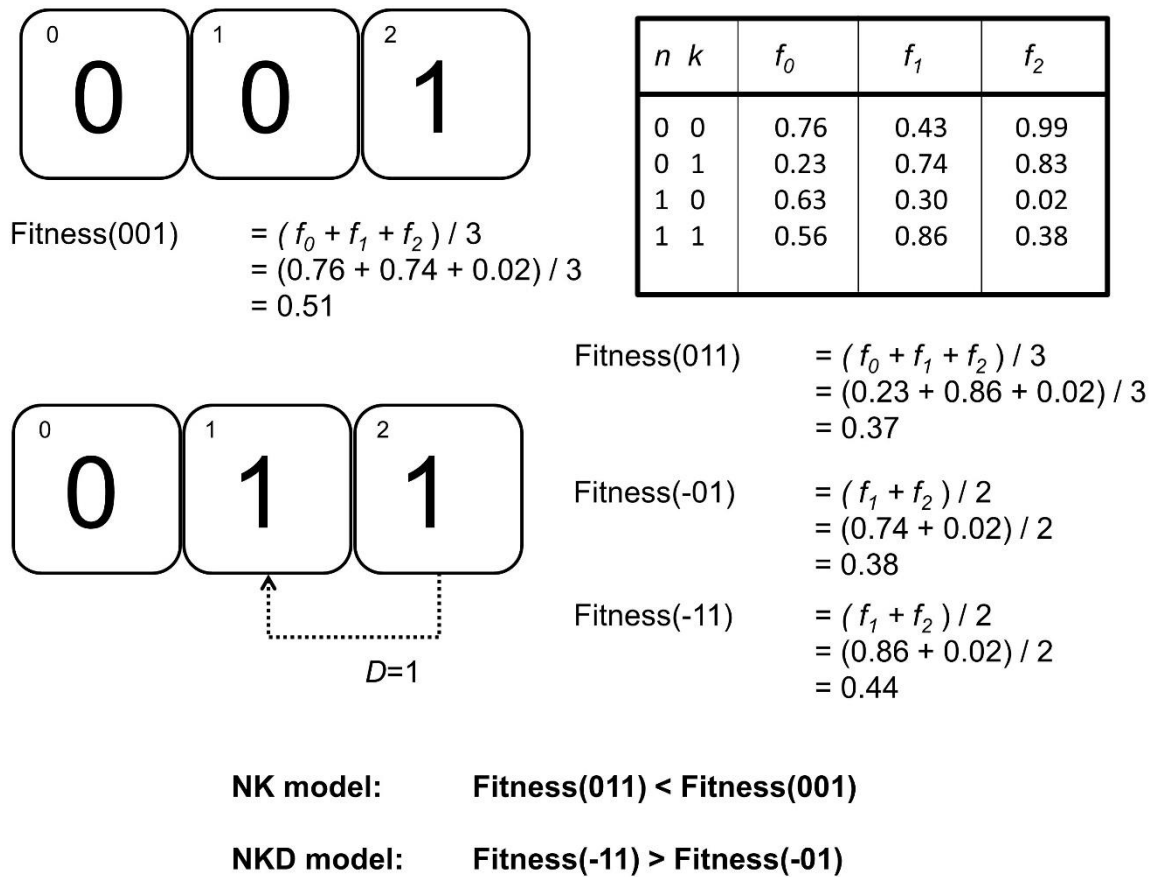 0 1 2
0 0 1
Fitness(001) = ( f0 + f1 + f2 ) / 3
= (0.76 + 0.74 + 0.02) / 3
= 0.51
n k f0 f1 f2
0 0 0.76 0.43 0.99
0 1 0.23 0.74 0.83
1 0 0.63 0.30 0.02
1 1 0.56 0.86 0.38
0 1 2
0 1 1
D=1
Fitness(011) = ( f0 + f1 + f2 ) / 3
= (0.23 + 0.86 + 0.02) / 3
= 0.37
Fitness(-01) = ( f1 + f2 ) / 2
= (0.74 + 0.02) / 2
= 0.38
Fitness(-11) = ( f1 + f2 ) / 2
= (0.86 + 0.02) / 2
= 0.44
NK model: Fitness(011) < Fitness(001)
NKD model: Fitness(-11) > Fitness(-01)